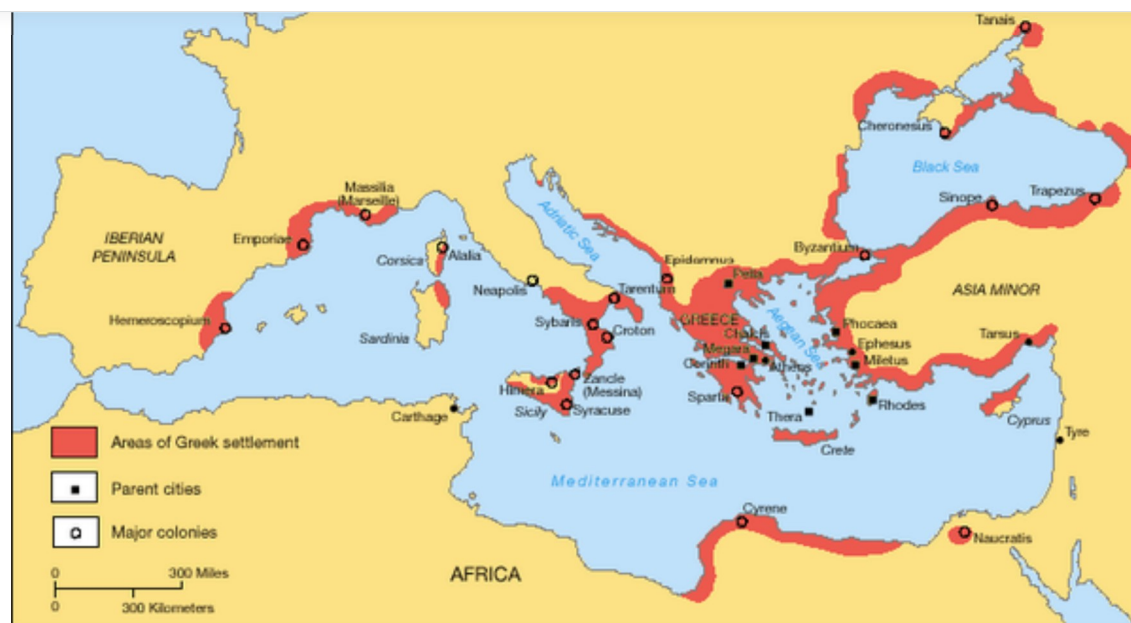 Tanais
Cheronesus
Black Sea
Sinope
Trapezus
Massilia
(Marseille)
Emporiae
IBERIAN
PENINSULA
Corsica
Alalia
Adriatic Sea
Byzantium
Epidamnus
Pella
Neapolis
Tarentum
ASIA MINOR
Hemeroscopium
Sardinia
Sybaris
Croton
GREECE
Aegean Sea
Chalcis
Phocaea
Tarsus
Megara
Ephesus
Corinth
Athens
Miletus
Himera
Zancle
(Messina)
Sparta
Rhodes
Carthage
Sicily
Syracuse
Thera
Cyprus
Tyre
Crete
Areas of Greek settlement
Parent cities
Major colonies
Mediterranean Sea
Cyrene
Naucratis
0 300 Miles
0 300 Kilometers
AFRICA